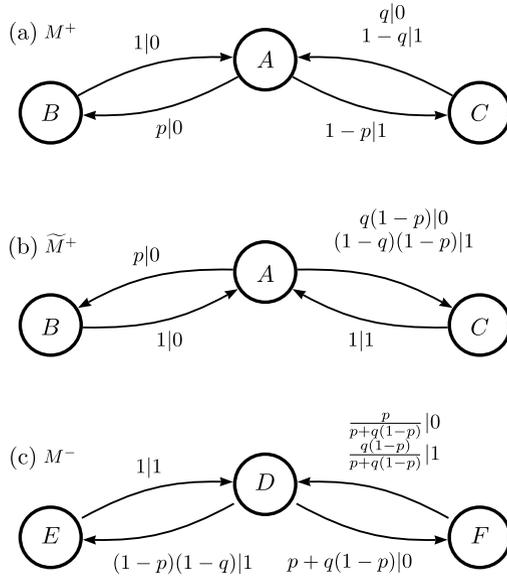 (a) M⁺
1|0
q|0
1 − q|1
A
B
C
p|0
1 − p|1
(b) M̃⁺
q(1 − p)|0
(1 − q)(1 − p)|1
p|0
A
B
C
1|0
1|1
(c) M⁻
p/(p+q(1−p))|0
q(1−p)/(p+q(1−p))|1
1|1
D
E
F
(1 − p)(1 − q)|1
p + q(1 − p)|0